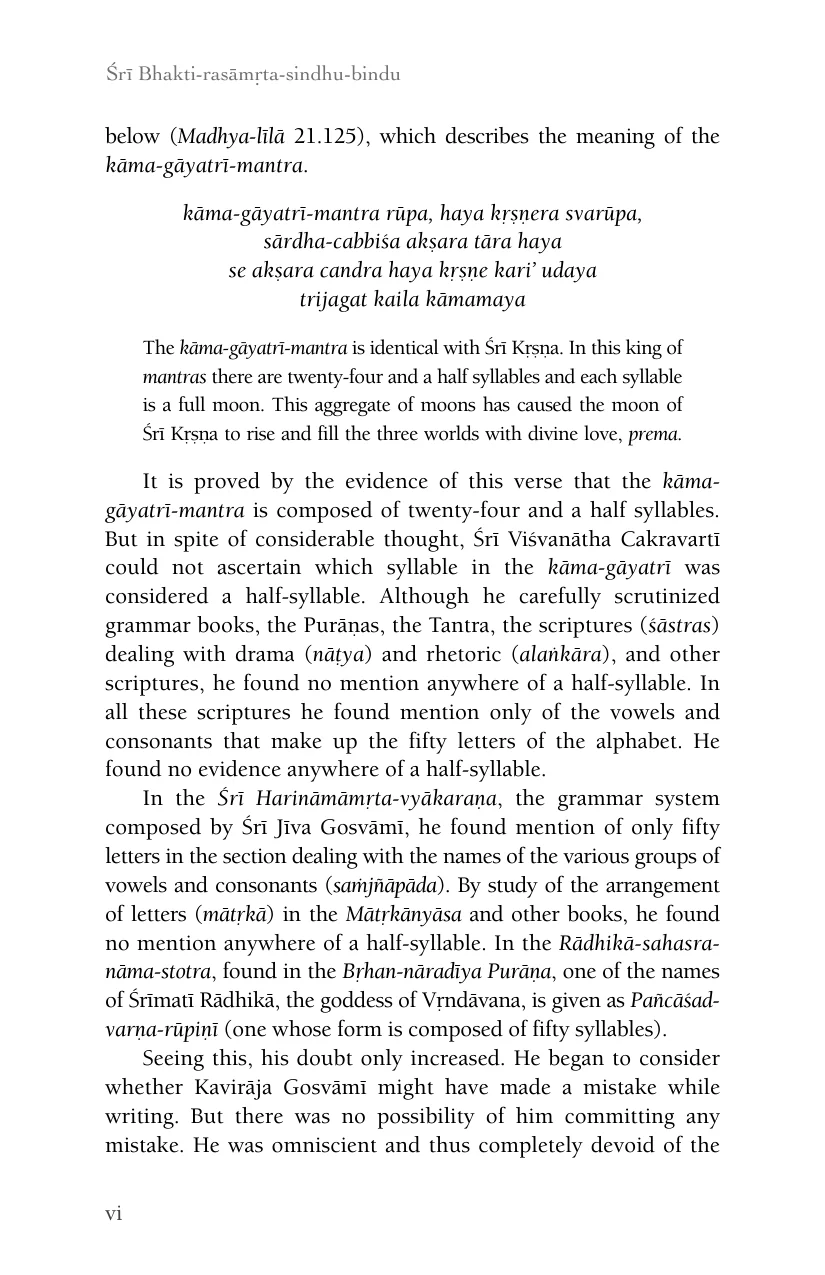 Śrī Bhakti-rasāmṛta-sindhu-bindu
below (Madhya-līlā 21.125), which describes the meaning of the
kāma-gāyatrī-mantra.
kāma-gāyatrī-mantra rūpa, haya kṛṣṇera svarūpa,
sārdha-cabbiśa akṣara tāra haya
se akṣara candra haya kṛṣṇe kari’ udaya
trijagat kaila kāmamaya
The kāma-gāyatrī-mantra is identical with Śrī Kṛṣṇa. In this king of
mantras there are twenty-four and a half syllables and each syllable
is a full moon. This aggregate of moons has caused the moon of
Śrī Kṛṣṇa to rise and fill the three worlds with divine love, prema.
It is proved by the evidence of this verse that the kāma-
gāyatrī-mantra is composed of twenty-four and a half syllables.
But in spite of considerable thought, Śrī Viśvanātha Cakravartī
could not ascertain which syllable in the kāma-gāyatrī was
considered a half-syllable. Although he carefully scrutinized
grammar books, the Purāṇas, the Tantra, the scriptures (śāstras)
dealing with drama (nāṭya) and rhetoric (alaṅkāra), and other
scriptures, he found no mention anywhere of a half-syllable. In
all these scriptures he found mention only of the vowels and
consonants that make up the fifty letters of the alphabet. He
found no evidence anywhere of a half-syllable.
In the Śrī Harināmāmṛta-vyākaraṇa, the grammar system
composed by Śrī Jīva Gosvāmī, he found mention of only fifty
letters in the section dealing with the names of the various groups of
vowels and consonants (saṁjñāpāda). By study of the arrangement
of letters (mātṛkā) in the Mātṛkānyāsa and other books, he found
no mention anywhere of a half-syllable. In the Rādhikā-sahasra-
nāma-stotra, found in the Bṛhan-nāradīya Purāṇa, one of the names
of Śrīmatī Rādhikā, the goddess of Vṛndāvana, is given as Pañcāśad-
varṇa-rūpiṇī (one whose form is composed of fifty syllables).
Seeing this, his doubt only increased. He began to consider
whether Kavirāja Gosvāmī might have made a mistake while
writing. But there was no possibility of him committing any
mistake. He was omniscient and thus completely devoid of the
vi